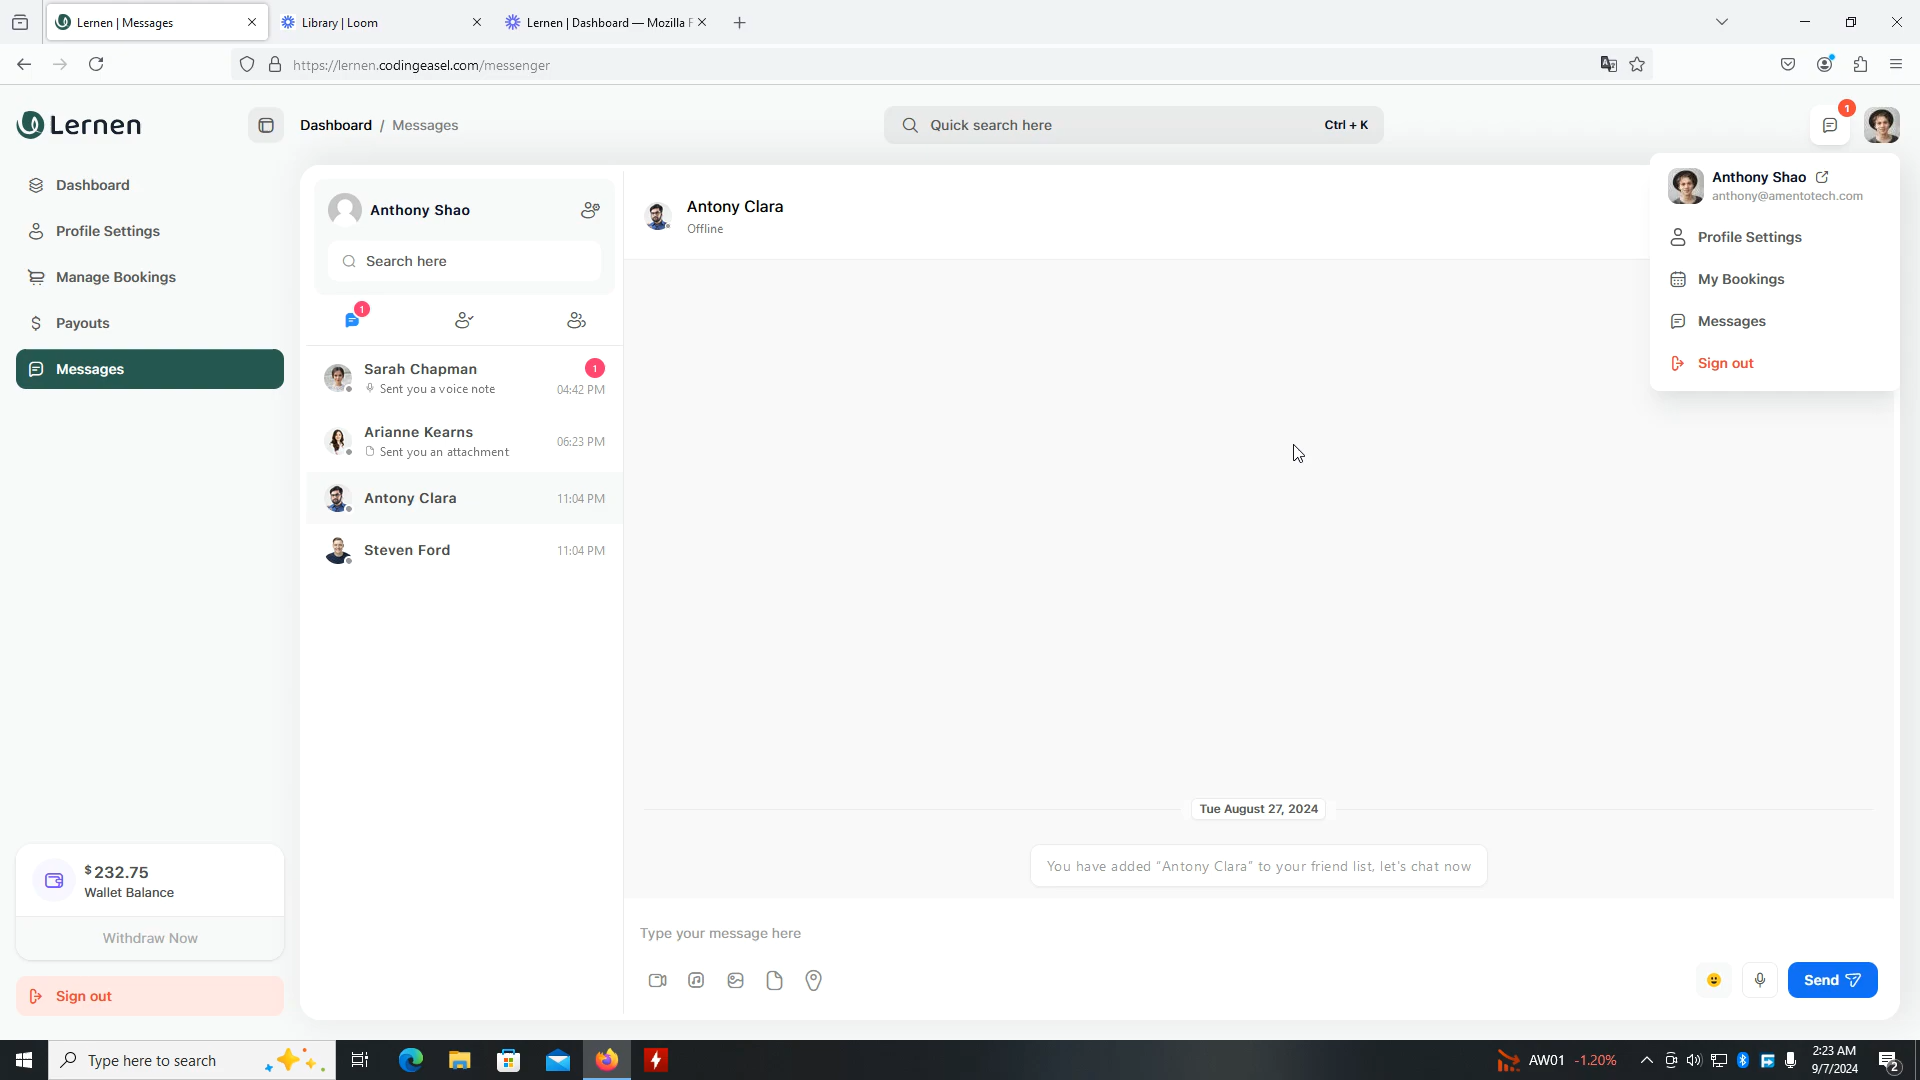 Lernen | Messages
Library | Loom
Lernen | Dashboard — Mozilla F
https://lernen.codingeasel.com/messenger
Lernen
Dashboard / Messages
Quick search here
Ctrl + K
1
Dashboard
Profile Settings
Manage Bookings
Payouts
Messages
$232.75
Wallet Balance
Withdraw Now
Sign out
Anthony Shao
Search here
1
Sarah Chapman
1
Sent you a voice note
04:42 PM
Arianne Kearns
06:23 PM
Sent you an attachment
Antony Clara
11:04 PM
Steven Ford
11:04 PM
Antony Clara
Offline
Anthony Shao
anthony@amentotech.com
Profile Settings
My Bookings
Messages
Sign out
Tue August 27, 2024
You have added “Antony Clara” to your friend list, let's chat now
Type your message here
Send
Type here to search
AW01 -1.20%
2:23 AM
9/7/2024
2